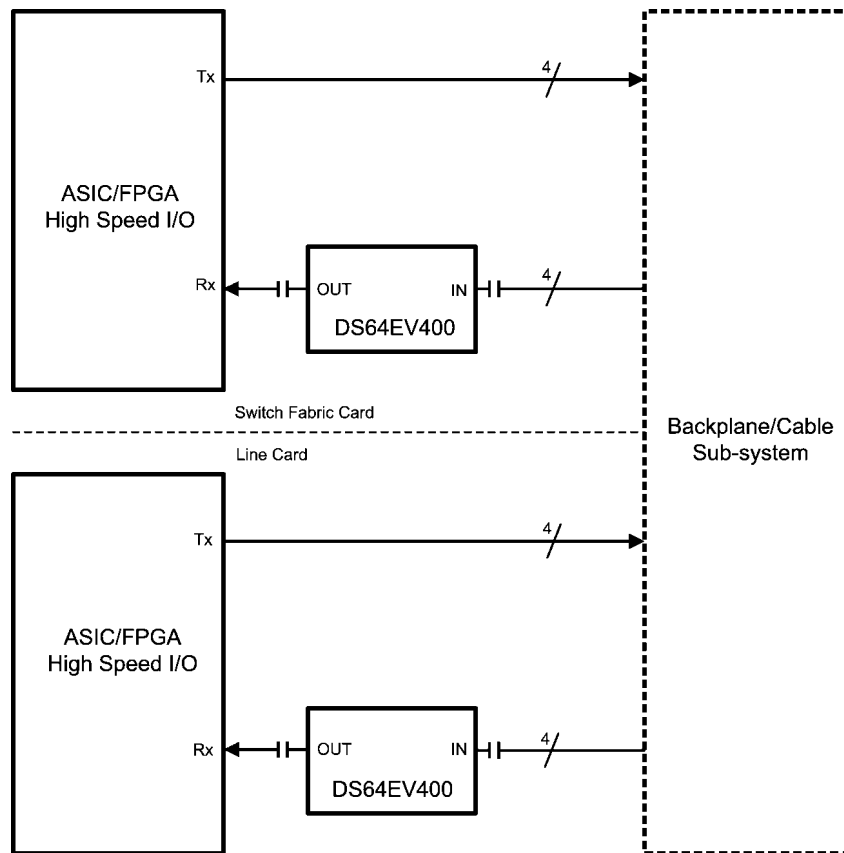 Tx
4
ASIC/FPGA
High Speed I/O
Rx
OUT
IN
4
DS64EV400
Switch Fabric Card
Line Card
Backplane/Cable
Sub-system
Tx
4
ASIC/FPGA
High Speed I/O
Rx
OUT
IN
4
DS64EV400